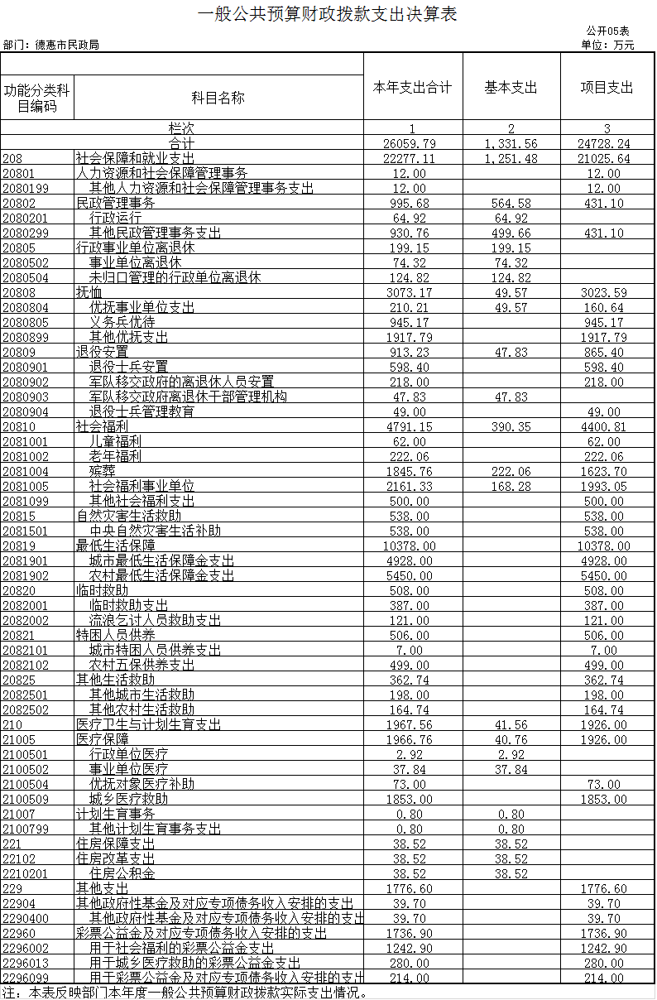 一般公共预算财政拨款支出决算表
公开05表
部门：德惠市民政局 单位：万元
功能分类科目编码 科目名称 本年支出合计 基本支出 项目支出
栏次 1 2 3
合计 26059.79 1,331.56 24728.24
208 社会保障和就业支出 22277.11 1,251.48 21025.64
20801 人力资源和社会保障管理事务 12.00 12.00
2080199 其他人力资源和社会保障管理事务支出 12.00 12.00
20802 民政管理事务 995.68 564.58 431.10
2080201 行政运行 64.92 64.92
2080299 其他民政管理事务支出 930.76 499.66 431.10
20805 行政事业单位离退休 199.15 199.15
2080502 事业单位离退休 74.32 74.32
2080504 未归口管理的行政单位离退休 124.82 124.82
20808 抚恤 3073.17 49.57 3023.59
2080804 优抚事业单位支出 210.21 49.57 160.64
2080805 义务兵优待 945.17 945.17
2080899 其他优抚支出 1917.79 1917.79
20809 退役安置 913.23 47.83 865.40
2080901 退役士兵安置 598.40 598.40
2080902 军队移交政府的离退休人员安置 218.00 218.00
2080903 军队移交政府离退休干部管理机构 47.83 47.83
2080904 退役士兵管理教育 49.00 49.00
20810 社会福利 4791.15 390.35 4400.81
2081001 儿童福利 62.00 62.00
2081002 老年福利 222.06 222.06
2081004 殡葬 1845.76 222.06 1623.70
2081005 社会福利事业单位 2161.33 168.28 1993.05
2081099 其他社会福利支出 500.00 500.00
20815 自然灾害生活救助 538.00 538.00
2081501 中央自然灾害生活补助 538.00 538.00
20819 最低生活保障 10378.00 10378.00
2081901 城市最低生活保障金支出 4928.00 4928.00
2081902 农村最低生活保障金支出 5450.00 5450.00
20820 临时救助 508.00 508.00
2082001 临时救助支出 387.00 387.00
2082002 流浪乞讨人员救助支出 121.00 121.00
20821 特困人员供养 506.00 506.00
2082101 城市特困人员供养支出 7.00 7.00
2082102 农村五保供养支出 499.00 499.00
20825 其他生活救助 362.74 362.74
2082501 其他城市生活救助 198.00 198.00
2082502 其他农村生活救助 164.74 164.74
210 医疗卫生与计划生育支出 1967.56 41.56 1926.00
21005 医疗保障 1966.76 40.76 1926.00
2100501 行政单位医疗 2.92 2.92
2100502 事业单位医疗 37.84 37.84
2100504 优抚对象医疗补助 73.00 73.00
2100509 城乡医疗救助 1853.00 1853.00
21007 计划生育事务 0.80 0.80
2100799 其他计划生育事务支出 0.80 0.80
221 住房保障支出 38.52 38.52
22102 住房改革支出 38.52 38.52
2210201 住房公积金 38.52 38.52
229 其他支出 1776.60 1776.60
22904 其他政府性基金及对应专项债务收入安排的支出 39.70 39.70
2290400 其他政府性基金及对应专项债务收入安排的支出 39.70 39.70
22960 彩票公益金及对应专项债务收入安排的支出 1736.90 1736.90
2296002 用于社会福利的彩票公益金支出 1242.90 1242.90
2296013 用于城乡医疗救助的彩票公益金支出 280.00 280.00
2296099 用于彩票公益金及对应专项债务收入安排的支出 214.00 214.00
注：本表反映部门本年度一般公共预算财政拨款实际支出情况。